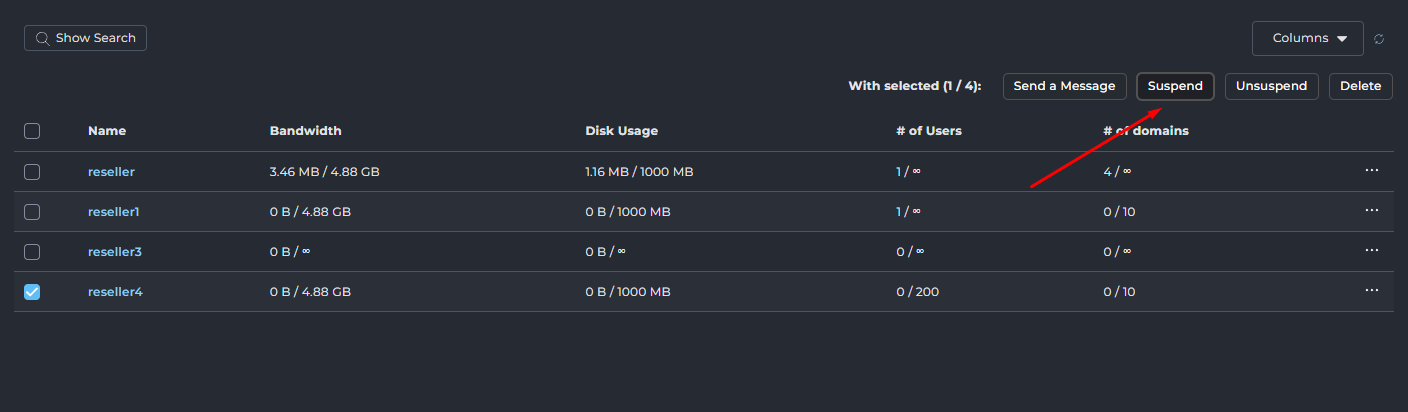 Show Search Columns
With selected (1 / 4): Send a Message Suspend Unsuspend Delete
Name Bandwidth Disk Usage # of Users # of domains
reseller 3.46 MB / 4.88 GB 1.16 MB / 1000 MB 1 / ∞ 4 / ∞ ...
reseller1 0 B / 4.88 GB 0 B / 1000 MB 1 / ∞ 0 / 10 ...
reseller3 0 B / ∞ 0 B / ∞ 0 / ∞ 0 / ∞ ...
reseller4 0 B / 4.88 GB 0 B / 1000 MB 0 / 200 0 / 10 ...